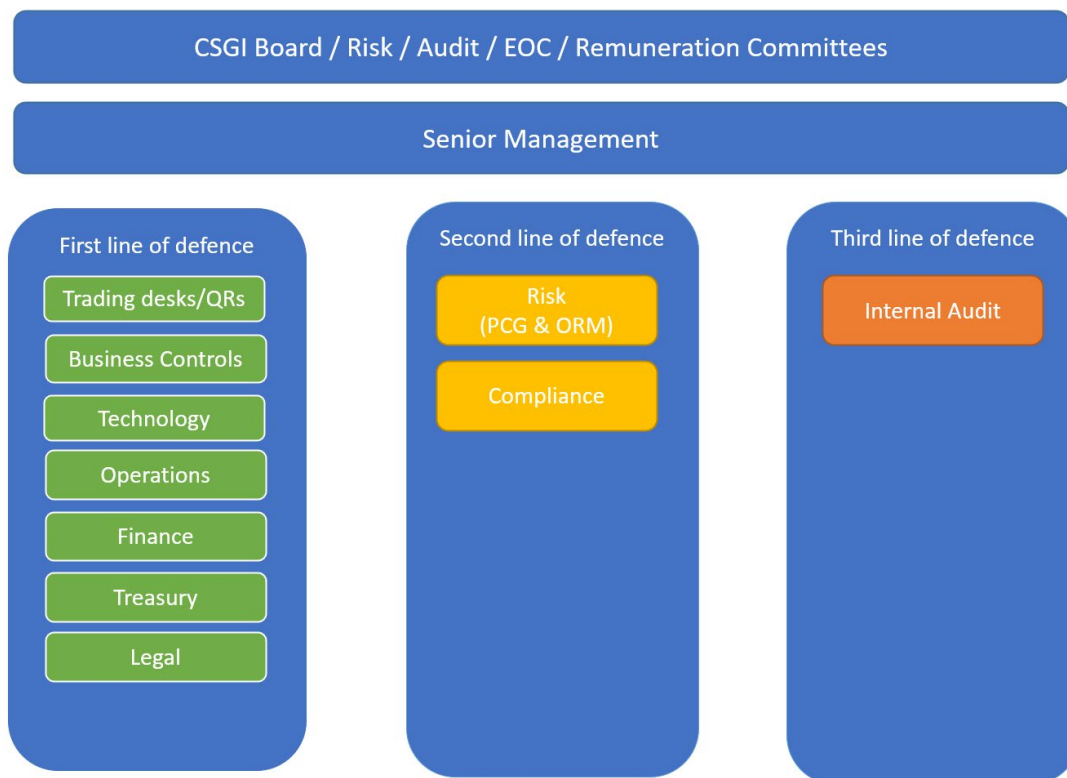 CSGI Board / Risk / Audit / EOC / Remuneration Committees
Senior Management
First line of defence
Trading desks/QRs
Business Controls
Technology
Operations
Finance
Treasury
Legal
Second line of defence
Risk
(PCG & ORM)
Compliance
Third line of defence
Internal Audit